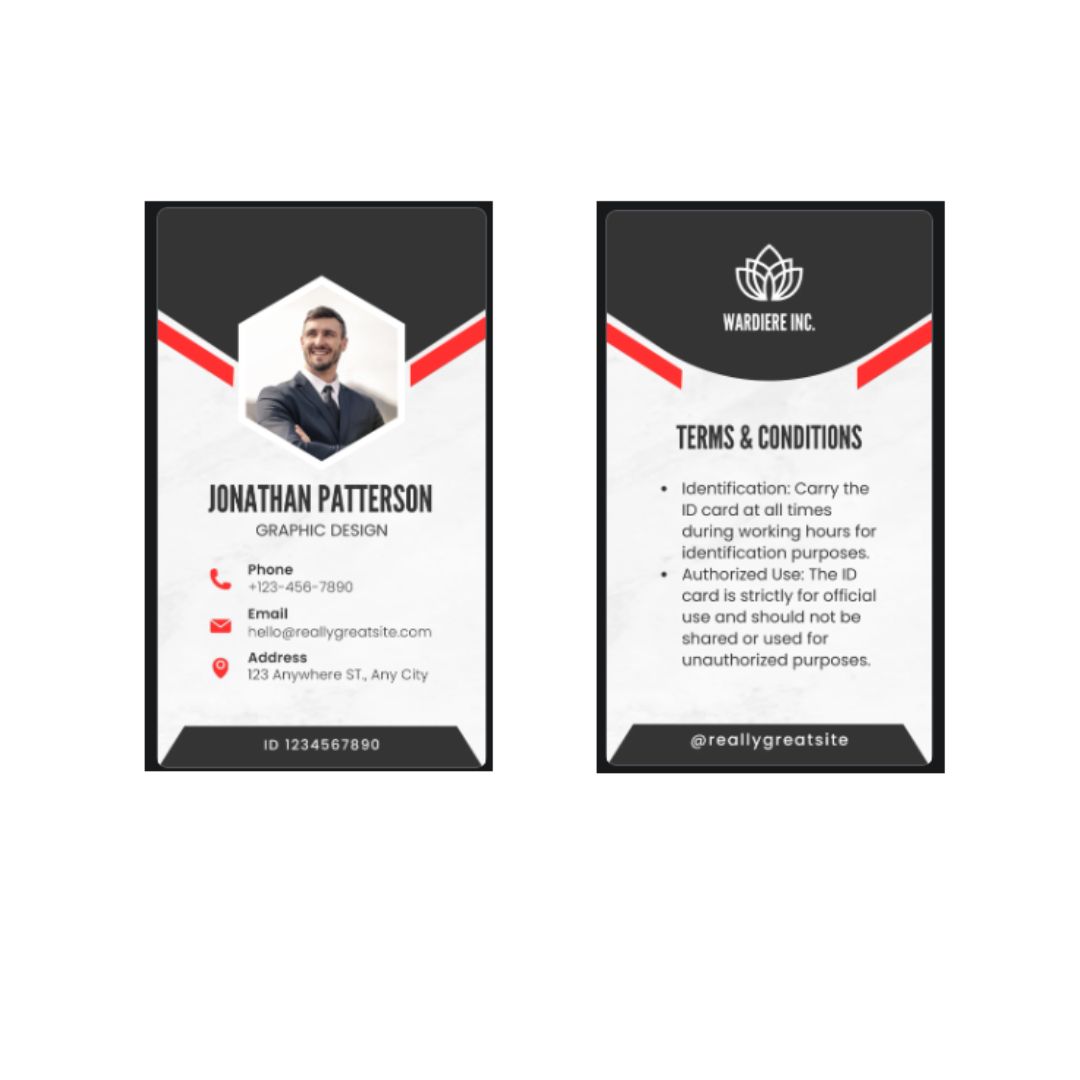 JONATHAN PATTERSON
GRAPHIC DESIGN
Phone
+123-456-7890
Email
hello@reallygreatsite.com
Address
123 Anywhere ST., Any City
ID 1234567890
WARDIERE INC.
TERMS & CONDITIONS
• Identification: Carry the
ID card at all times
during working hours for
identification purposes.
• Authorized Use: The ID
card is strictly for official
use and should not be
shared or used for
unauthorized purposes.
@reallygreatsite